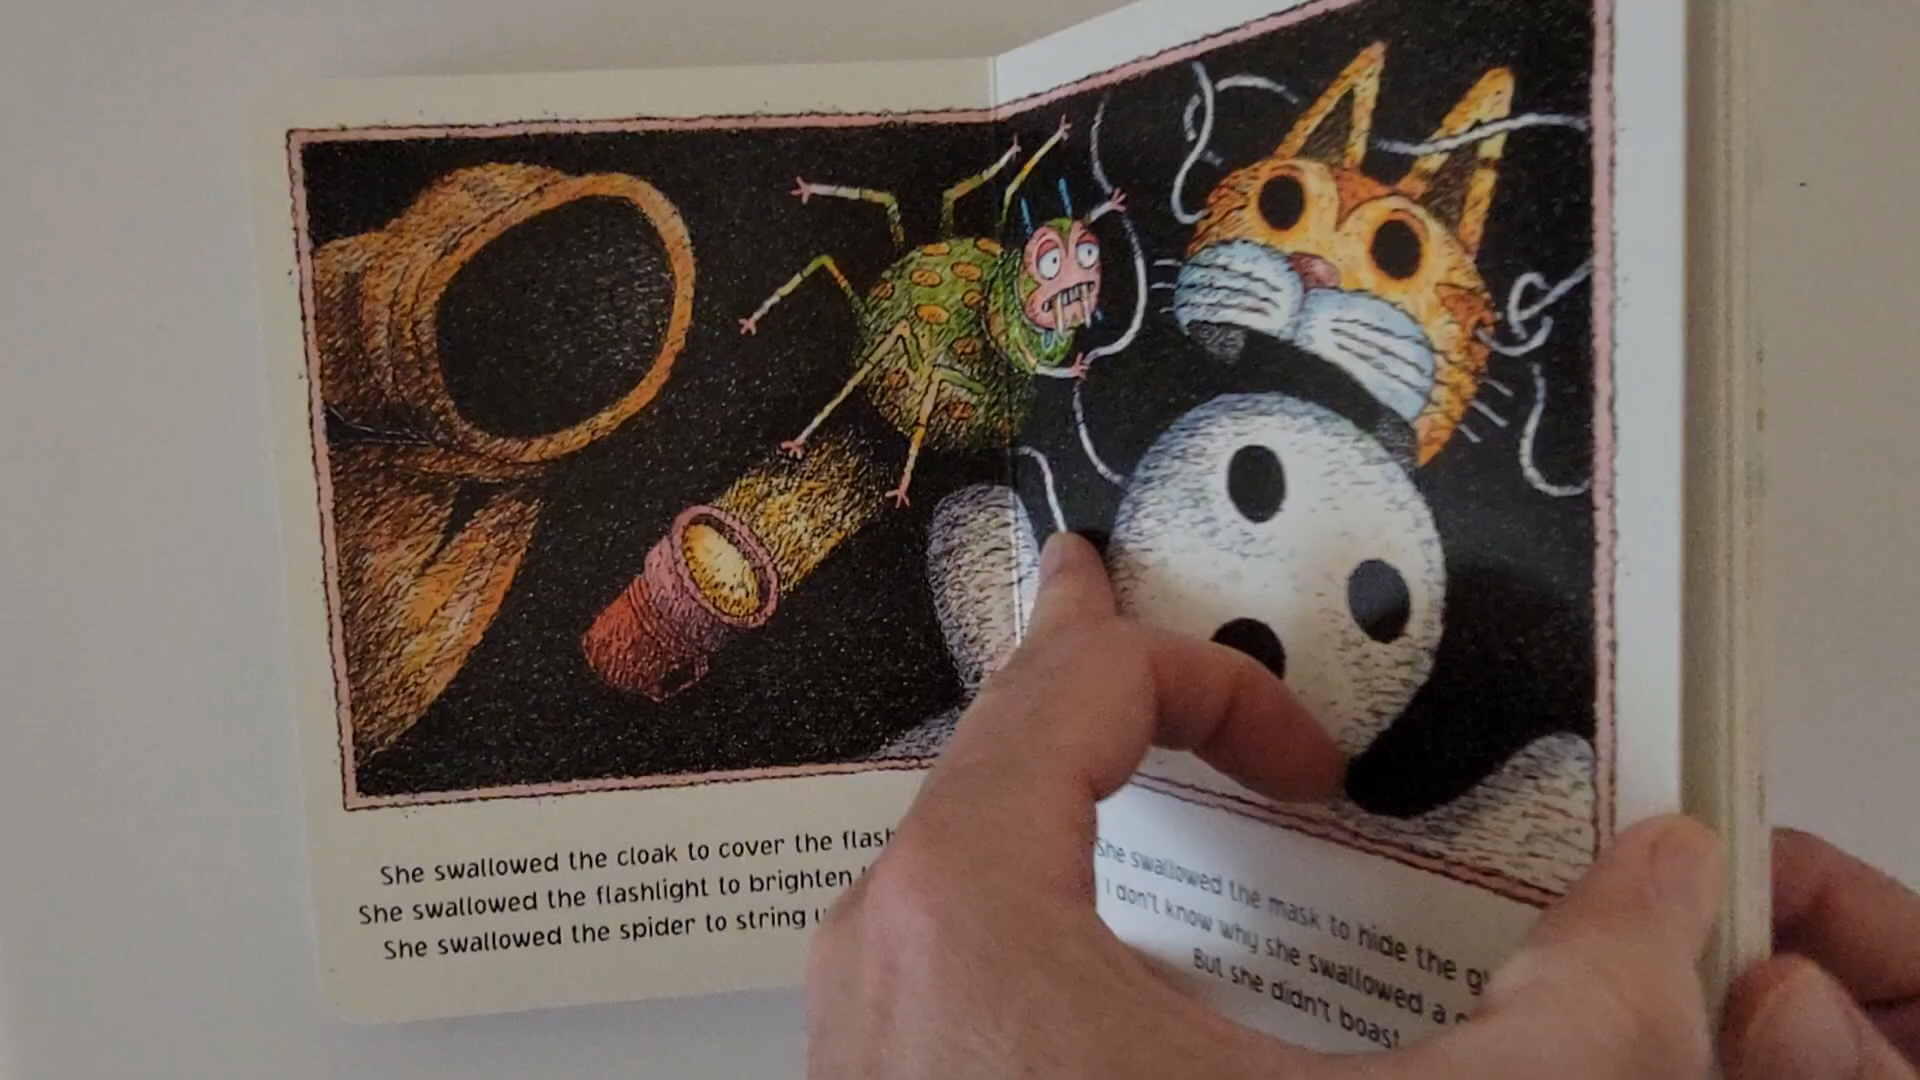 She swallowed the cloak to cover the flash
She swallowed the flashlight to brighten
She swallowed the spider to string
She swallowed the mask to hide the
I don't know why she swallowed a
But she didn't boast